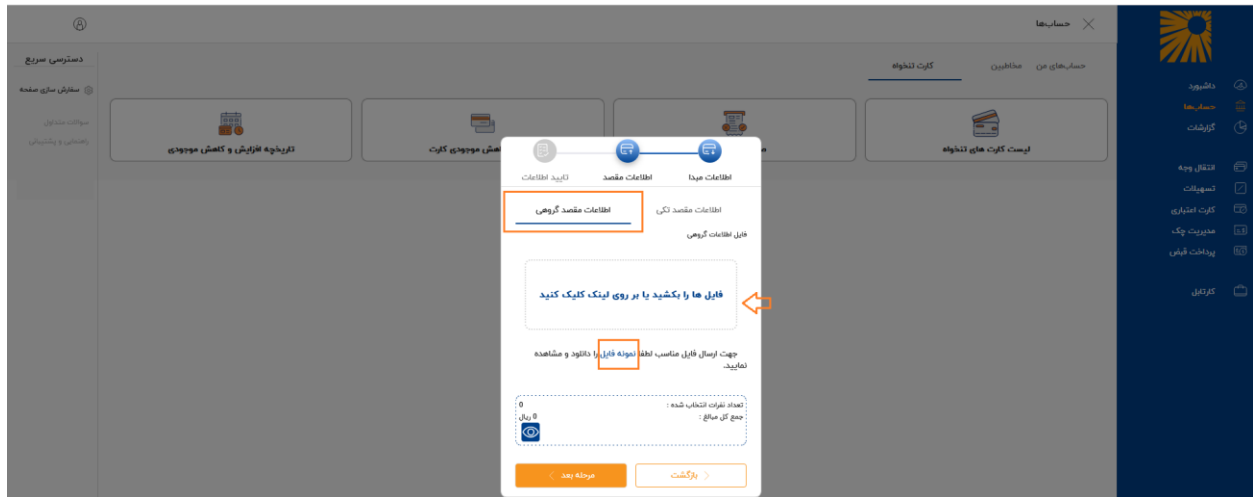 حساب‌ها
داشبورد
حساب‌ها
گزارشات
انتقال وجه
تسهیلات
کارت اعتباری
مدیریت چک
پرداخت قبض
کارتابل
حساب‌های من
مخاطبین
کارت تنخواه
لیست کارت های تنخواه
کاهش موجودی کارت
تاریخچه افزایش و کاهش موجودی
دسترسی سریع
سفارش سازی صفحه
سوالات متداول
راهنمایی و پشتیبانی
اطلاعات مبدا
اطلاعات مقصد
تایید اطلاعات
اطلاعات مقصد تکی
اطلاعات مقصد گروهی
فایل اطلاعات گروهی
فایل ها را بکشید یا بر روی لینک کلیک کنید
جهت ارسال فایل مناسب لطفا نمونه فایل را دانلود و مشاهده
نمایید.
تعداد نفرات انتخاب شده : 0
جمع کل مبالغ : 0 ریال
بازگشت
مرحله بعد